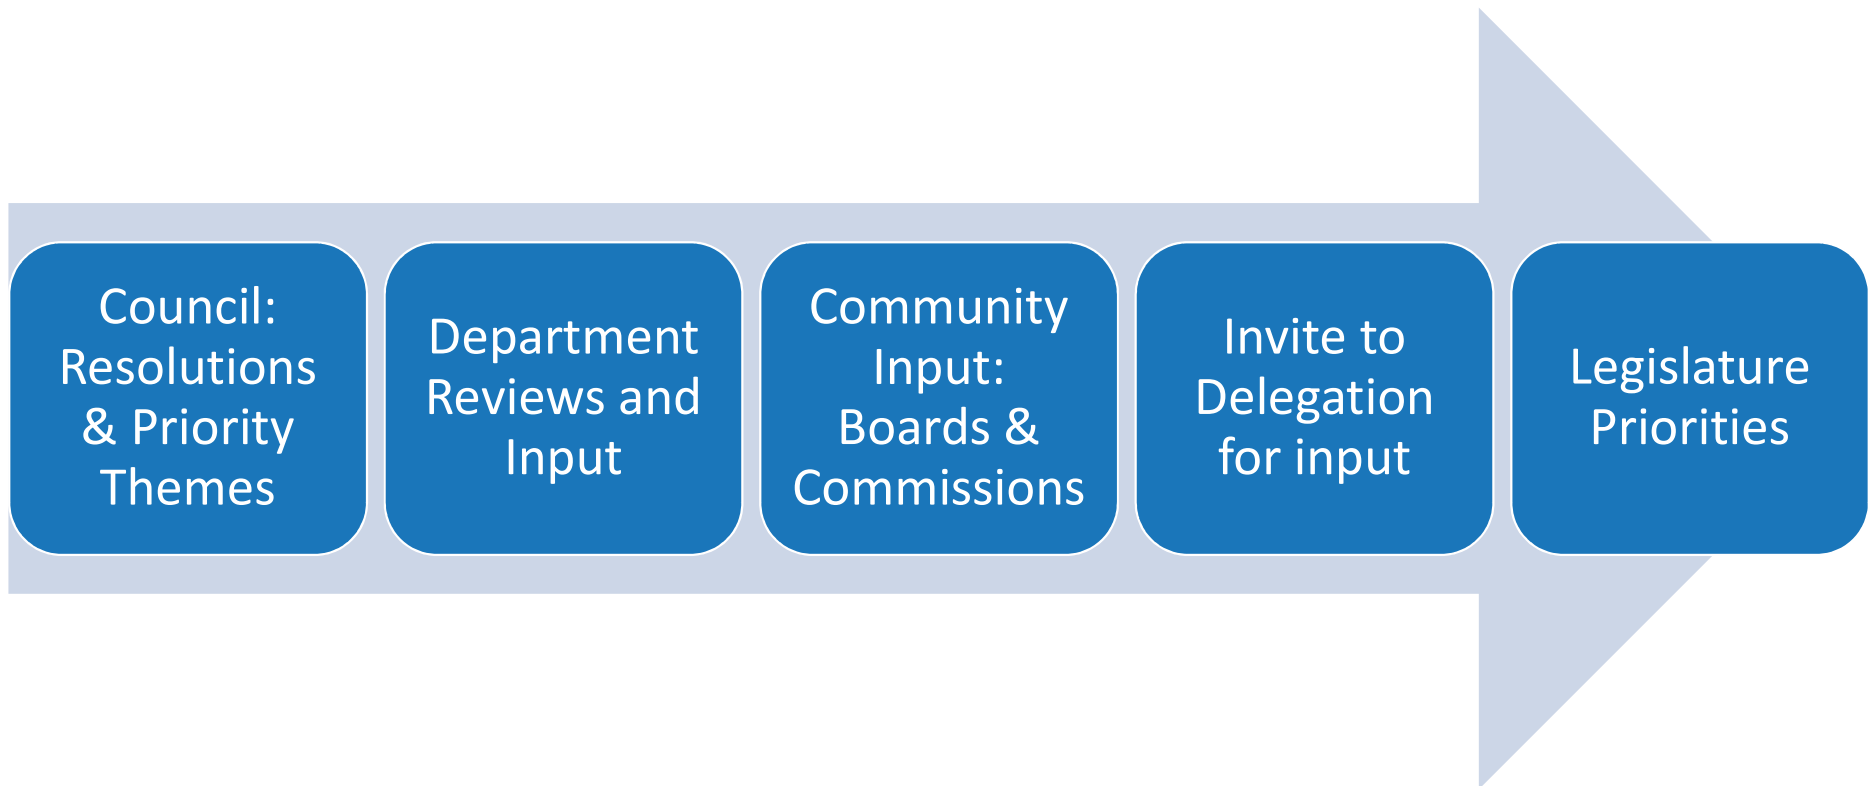 Council:
Resolutions
& Priority
Themes
Department
Reviews and
Input
Community
Input:
Boards &
Commissions
Invite to
Delegation
for input
Legislature
Priorities